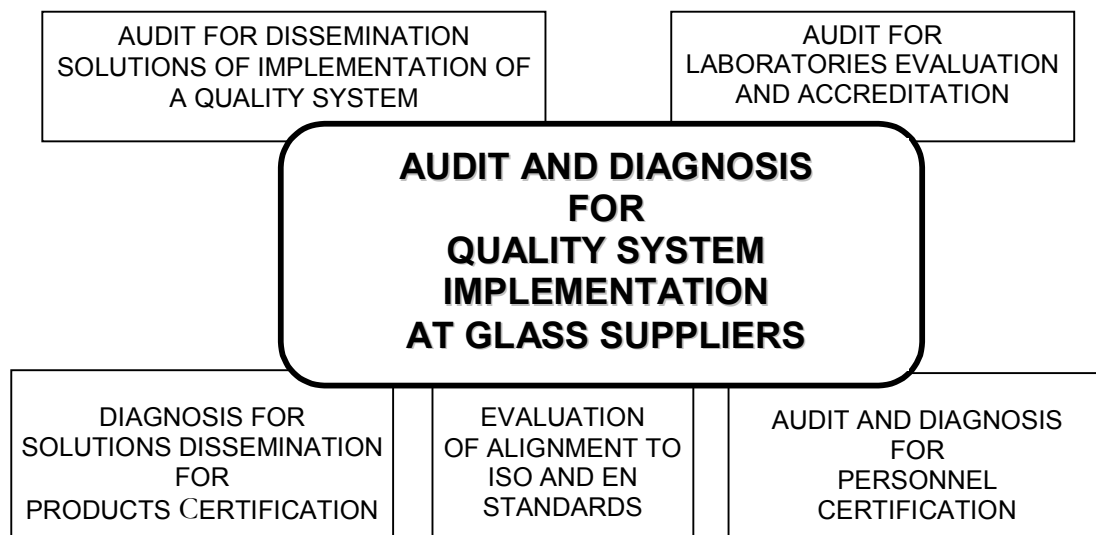 AUDIT FOR DISSEMINATION
SOLUTIONS OF IMPLEMENTATION OF
A QUALITY SYSTEM
AUDIT FOR
LABORATORIES EVALUATION
AND ACCREDITATION
AUDIT AND DIAGNOSIS
FOR
QUALITY SYSTEM
IMPLEMENTATION
AT GLASS SUPPLIERS
DIAGNOSIS FOR
SOLUTIONS DISSEMINATION
FOR
PRODUCTS CERTIFICATION
EVALUATION
OF ALIGNMENT TO
ISO AND EN
STANDARDS
AUDIT AND DIAGNOSIS
FOR
PERSONNEL
CERTIFICATION